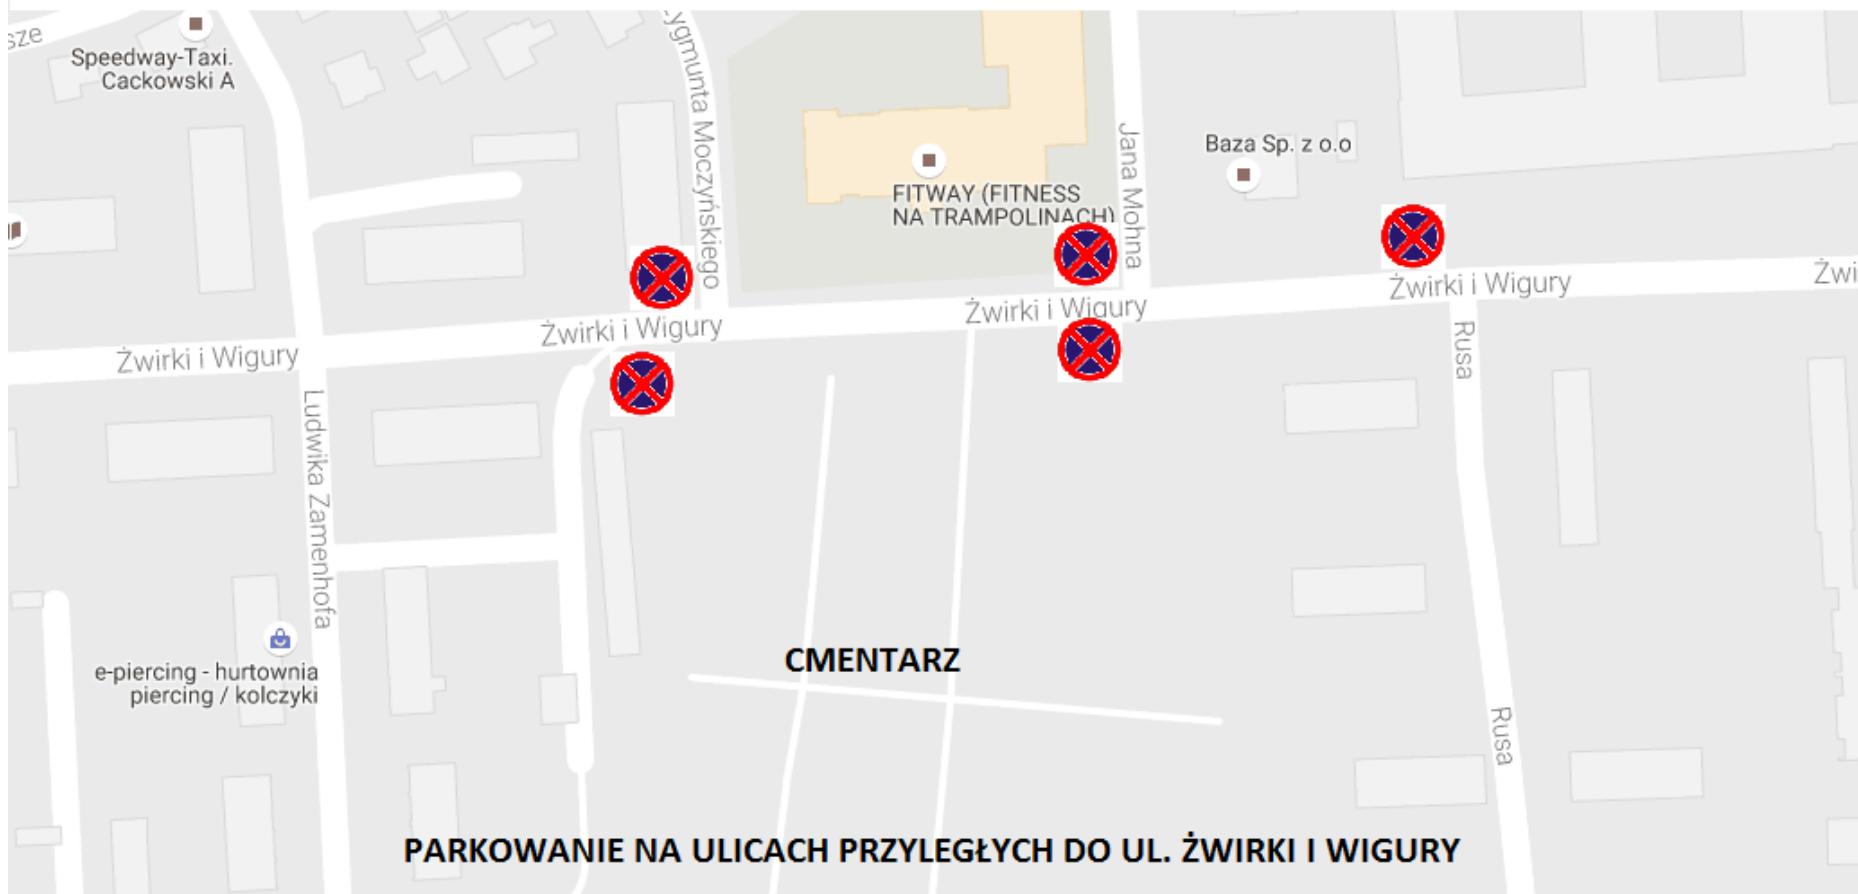 sze
Speedway-Taxi.
Cackowski A
Zygmunta Moczyńskiego
Jana Mohna
Baza Sp. z o.o
FITWAY (FITNESS
NA TRAMPOLINACH)
Żwirki i Wigury
Żwirki i Wigury
Żwirki i Wigury
Żwirki i Wigury
Żwi
Ludwika Zamenhofa
Rusa
e-piercing - hurtownia
piercing / kolczyki
CMENTARZ
Rusa
PARKOWANIE NA ULICACH PRZYLEGŁYCH DO UL. ŻWIRKI I WIGURY